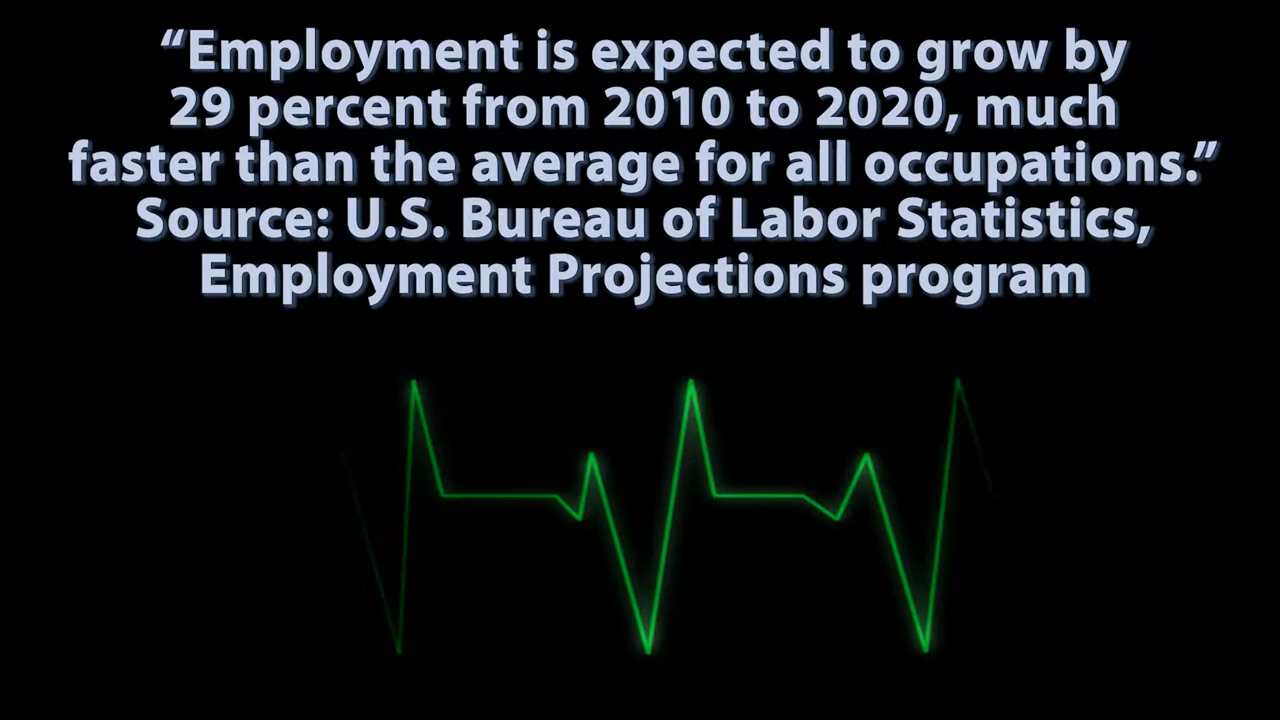 “Employment is expected to grow by
29 percent from 2010 to 2020, much
faster than the average for all occupations.”
Source: U.S. Bureau of Labor Statistics,
Employment Projections program